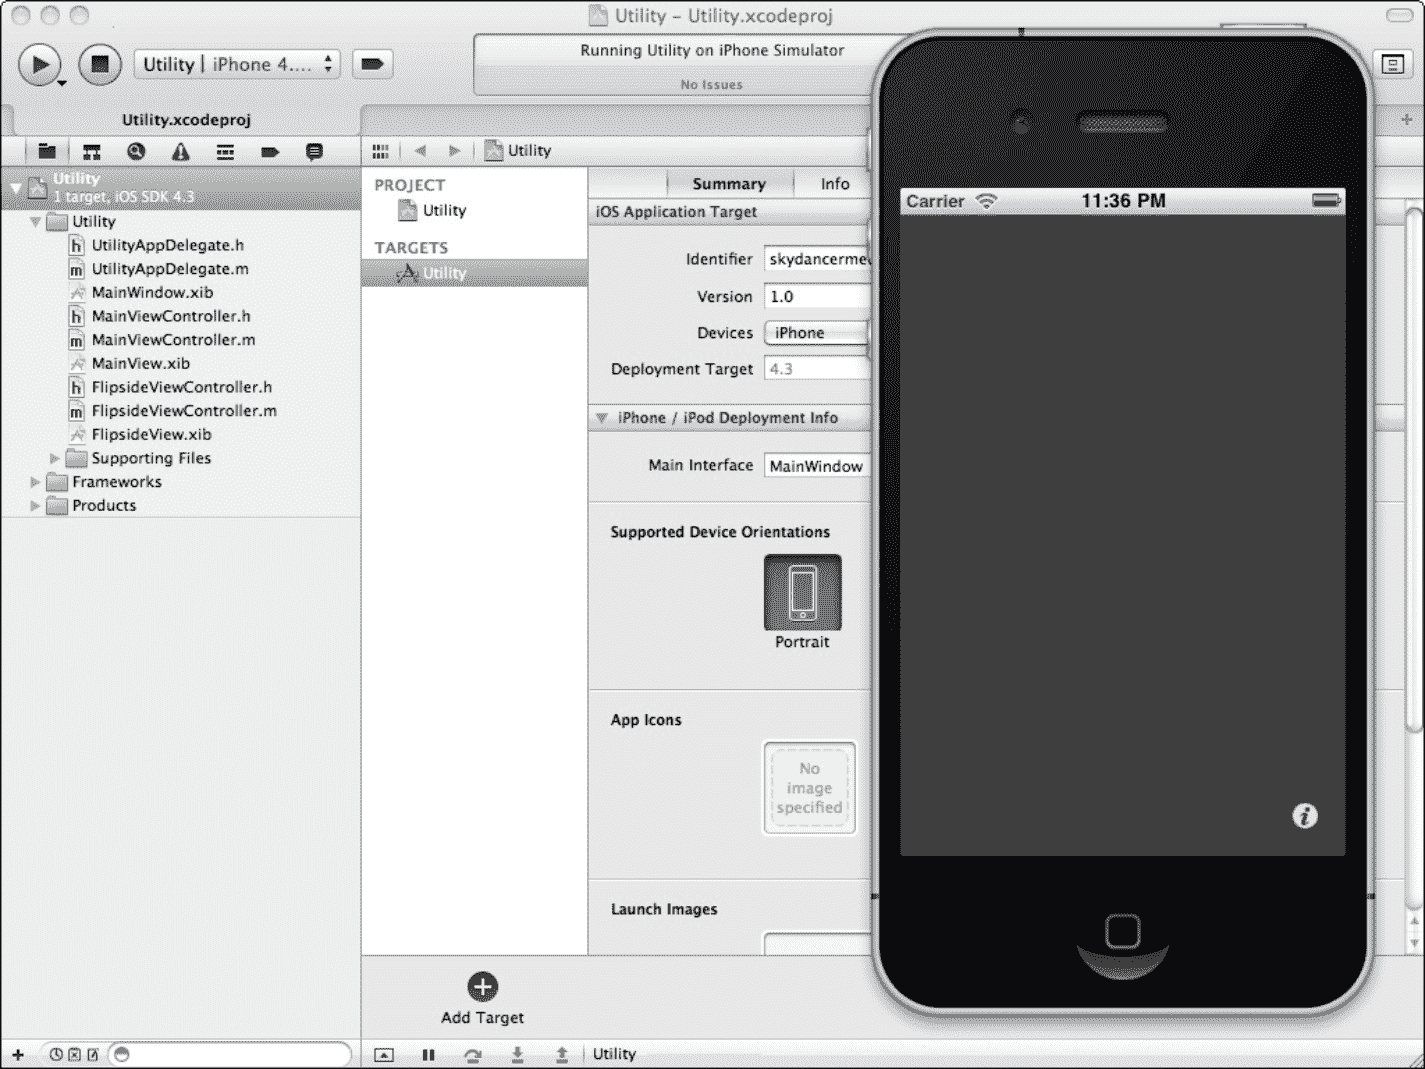 Utility – Utility.xcodeproj
Utility | iPhone 4....
Running Utility on iPhone Simulator
No Issues
Utility.xcodeproj
Utility
1 target, iOS SDK 4.3
Utility
UtilityAppDelegate.h
UtilityAppDelegate.m
MainWindow.xib
MainViewController.h
MainViewController.m
MainView.xib
FlipsideViewController.h
FlipsideViewController.m
FlipsideView.xib
Supporting Files
Frameworks
Products
Utility
PROJECT
Utility
TARGETS
Utility
Summary
Info
iOS Application Target
Identifier skydancerme
Version 1.0
Devices iPhone
Deployment Target 4.3
iPhone / iPod Deployment Info
Main Interface MainWindow
Supported Device Orientations
Portrait
App Icons
No
image
specified
Launch Images
Add Target
Utility
Carrier 11:36 PM